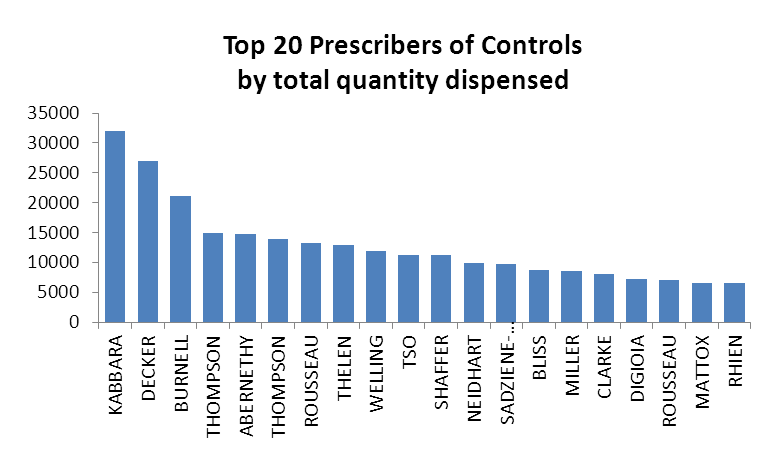 Top 20 Prescribers of Controls
by total quantity dispensed
35000
30000
25000
20000
15000
10000
5000
0
KABBARA
DECKER
BURNELL
THOMPSON
ABERNETHY
THOMPSON
ROUSSEAU
THELEN
WELLING
TSO
SHAFFER
NEIDHART
SADZIENE-...
BLISS
MILLER
CLARKE
DIGIOIA
ROUSSEAU
MATTOX
RHIEN